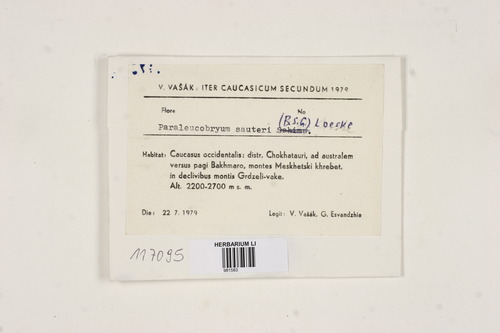 V. VAŠÁK: ITER CAUCASICUM SECUNDUM 1979
Flora No
Paraleucobryum sauteri (B.S.G.) Loeske
Habitat: Caucasus occidentalis: distr. Chokhatauri, ad australem
versus pagi Bakhmaro, montes Meskhetski khrebet,
in declivibus montis Grdzeli-vake.
Alt. 2200-2700 m s. m.
Die: 22 7. 1979 Legit: V. Vašák, G. Esvandzhia
117095
HERBARIUM LI